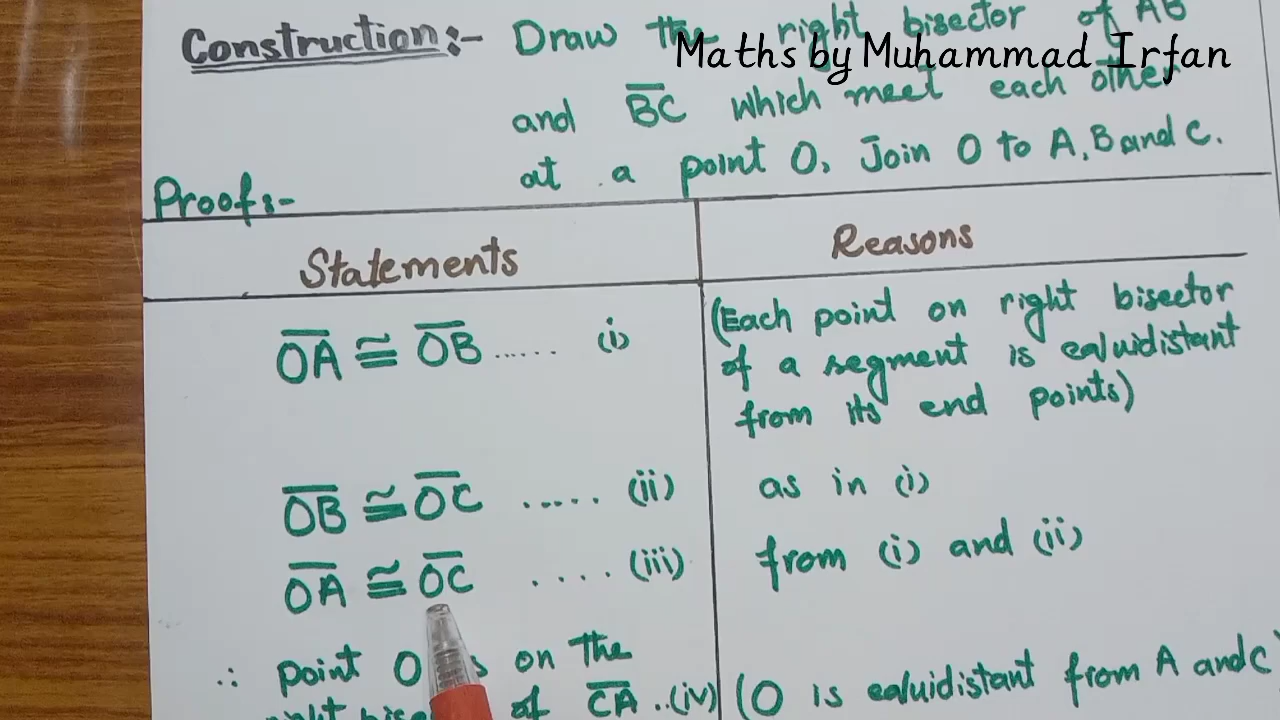 Construction:- Draw the right bisector of AB
Maths by Muhammad Irfan
and BC which meet each other
at a point O. Join O to A, B and C.
Proof:-
Statements
Reasons
OA ≅ OB ...... (i)
(Each point on right bisector
of a segment is eauidistant
from its end points)
OB ≅ OC ..... (ii)
as in (i)
OA ≅ OC .... (iii)
from (i) and (ii)
∴ point O is on the
of CA ..(iv)
(O is eauidistant from A and C